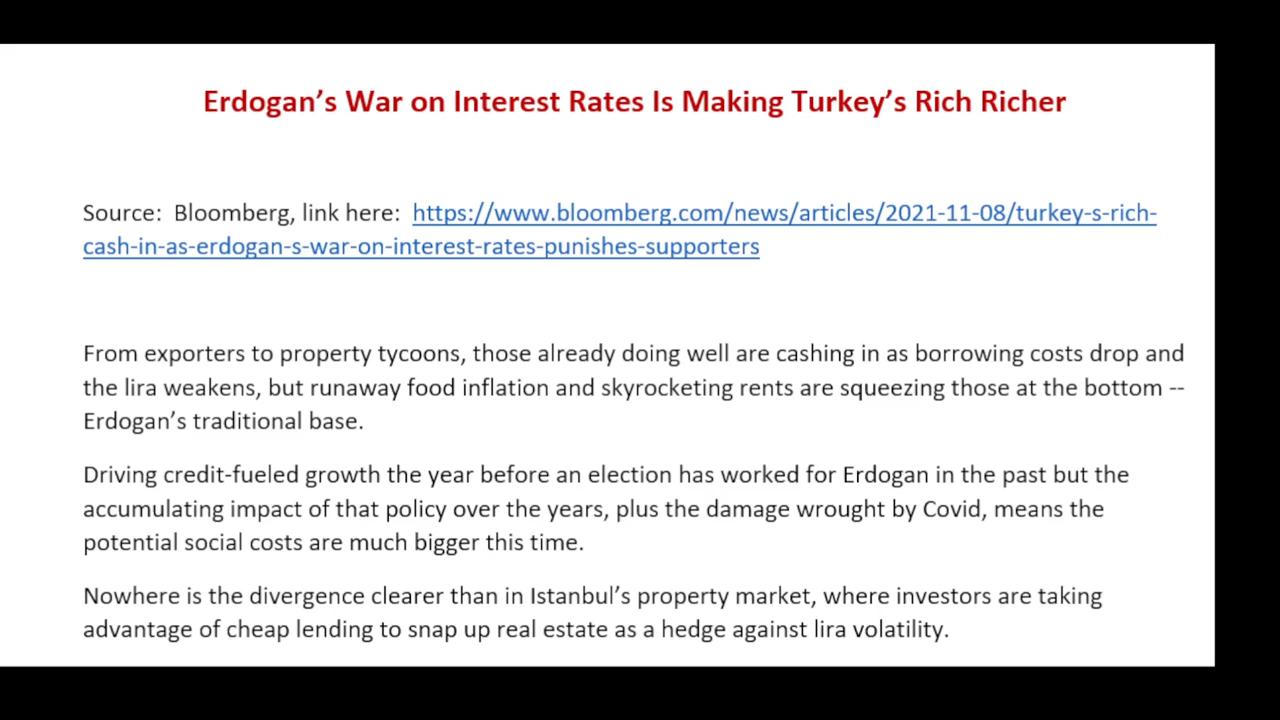 Erdogan’s War on Interest Rates Is Making Turkey’s Rich Richer
Source:  Bloomberg, link here:  https://www.bloomberg.com/news/articles/2021-11-08/turkey-s-rich-
cash-in-as-erdogan-s-war-on-interest-rates-punishes-supporters
From exporters to property tycoons, those already doing well are cashing in as borrowing costs drop and
the lira weakens, but runaway food inflation and skyrocketing rents are squeezing those at the bottom --
Erdogan’s traditional base.
Driving credit-fueled growth the year before an election has worked for Erdogan in the past but the
accumulating impact of that policy over the years, plus the damage wrought by Covid, means the
potential social costs are much bigger this time.
Nowhere is the divergence clearer than in Istanbul’s property market, where investors are taking
advantage of cheap lending to snap up real estate as a hedge against lira volatility.